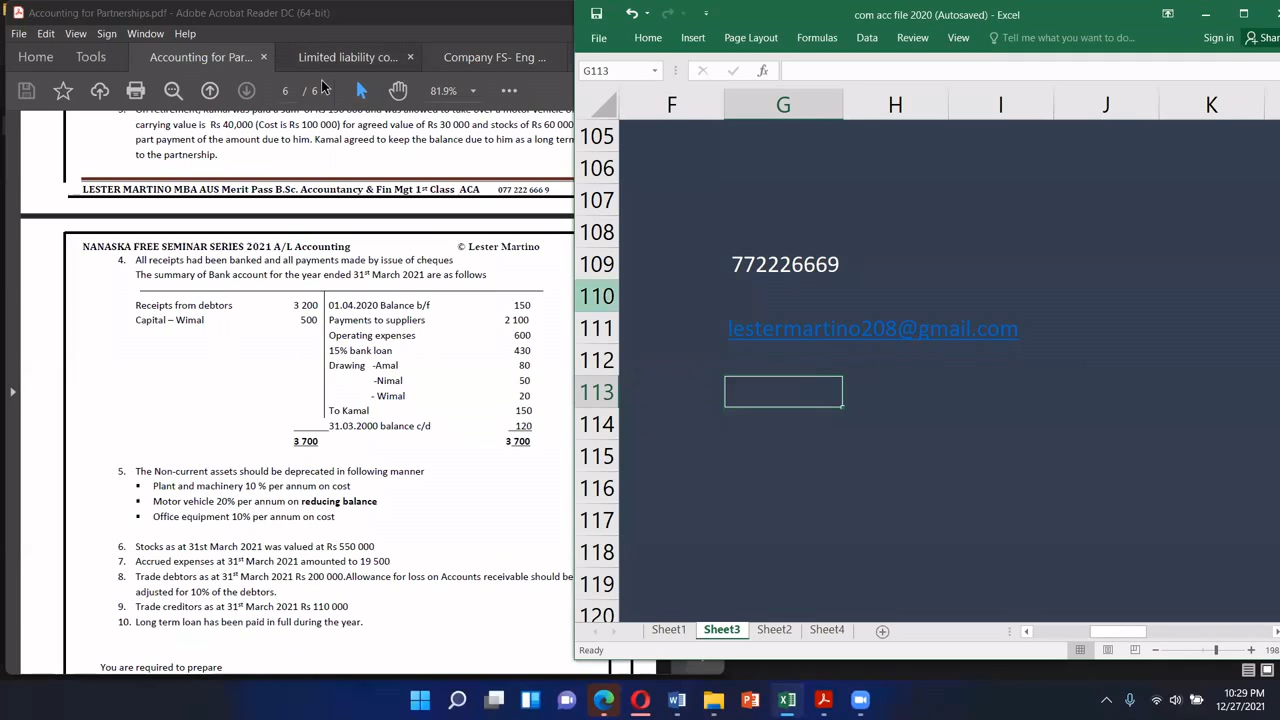 Accounting for Partnerships.pdf - Adobe Acrobat Reader DC (64-bit)
File Edit View Sign Window Help
Home Tools Accounting for Par... × Limited liability co... × Company FS- Eng ...
6 / 6 81.9%
carrying value is Rs 40,000 (Cost is Rs 100 000) for agreed value of Rs 30 000 and stocks of Rs 60 000
part payment of the amount due to him. Kamal agreed to keep the balance due to him as a long term
to the partnership.
LESTER MARTINO MBA AUS Merit Pass B.Sc. Accountancy & Fin Mgt 1st Class ACA 077 222 666 9
NANASKA FREE SEMINAR SERIES 2021 A/L Accounting © Lester Martino
4. All receipts had been banked and all payments made by issue of cheques
The summary of Bank account for the year ended 31st March 2021 are as follows
Receipts from debtors 3 200 01.04.2020 Balance b/f 150
Capital – Wimal 500 Payments to suppliers 2 100
Operating expenses 600
15% bank loan 430
Drawing -Amal 80
-Nimal 50
- Wimal 20
To Kamal 150
31.03.2000 balance c/d 120
3 700 3 700
5. The Non-current assets should be deprecated in following manner
▪ Plant and machinery 10 % per annum on cost
▪ Motor vehicle 20% per annum on reducing balance
▪ Office equipment 10% per annum on cost
6. Stocks as at 31st March 2021 was valued at Rs 550 000
7. Accrued expenses at 31st March 2021 amounted to 19 500
8. Trade debtors as at 31st March 2021 Rs 200 000.Allowance for loss on Accounts receivable should be
adjusted for 10% of the debtors.
9. Trade creditors as at 31st March 2021 Rs 110 000
10. Long term loan has been paid in full during the year.
You are required to prepare
com acc file 2020 (Autosaved) - Excel
File Home Insert Page Layout Formulas Data Review View Tell me what you want to do... Sign in Shar
G113 fx
F G H I J K
105
106
107
108
109 772226669
110
111 lestermartino208@gmail.com
112
113
114
115
116
117
118
119
120
Sheet1 Sheet3 Sheet2 Sheet4
Ready 198
10:29 PM
12/27/2021